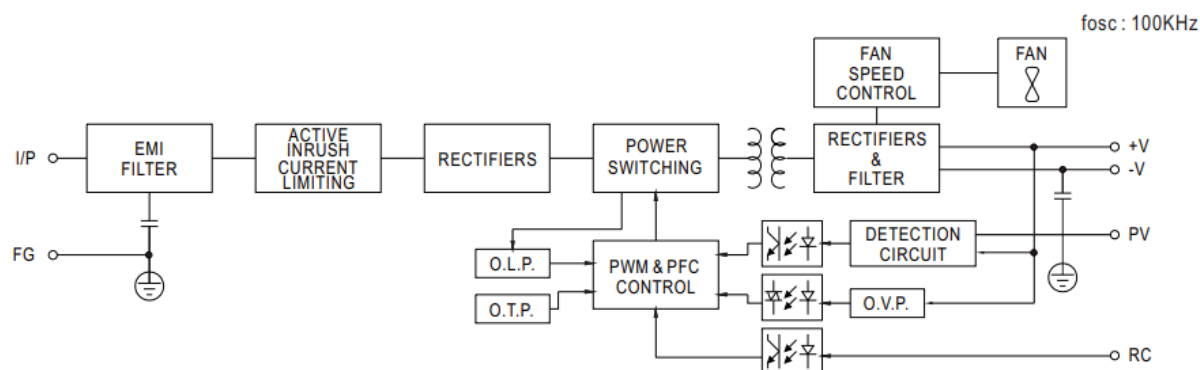 fosc : 100KHz
FAN
SPEED
CONTROL
FAN
I/P
EMI
FILTER
ACTIVE
INRUSH
CURRENT
LIMITING
RECTIFIERS
POWER
SWITCHING
RECTIFIERS
&
FILTER
+V
-V
FG
O.L.P.
O.T.P.
PWM & PFC
CONTROL
DETECTION
CIRCUIT
PV
O.V.P.
RC